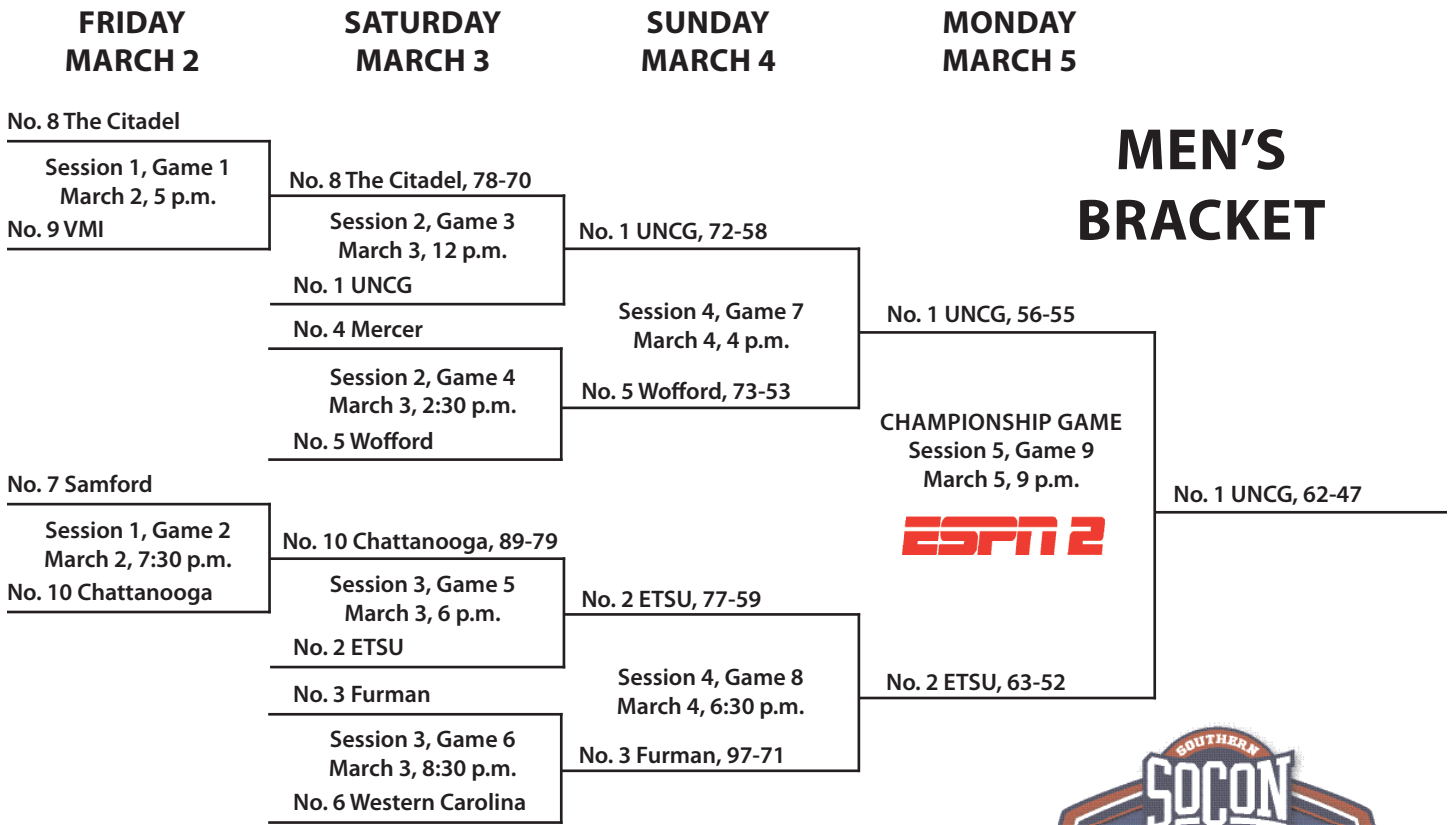 FRIDAY
MARCH 2
SATURDAY
MARCH 3
SUNDAY
MARCH 4
MONDAY
MARCH 5
MEN’S
BRACKET
No. 8 The Citadel
Session 1, Game 1
March 2, 5 p.m.
No. 9 VMI
No. 7 Samford
Session 1, Game 2
March 2, 7:30 p.m.
No. 10 Chattanooga
No. 8 The Citadel, 78-70
Session 2, Game 3
March 3, 12 p.m.
No. 1 UNCG
No. 4 Mercer
Session 2, Game 4
March 3, 2:30 p.m.
No. 5 Wofford
No. 10 Chattanooga, 89-79
Session 3, Game 5
March 3, 6 p.m.
No. 2 ETSU
No. 3 Furman
Session 3, Game 6
March 3, 8:30 p.m.
No. 6 Western Carolina
No. 1 UNCG, 72-58
Session 4, Game 7
March 4, 4 p.m.
No. 5 Wofford, 73-53
No. 2 ETSU, 77-59
Session 4, Game 8
March 4, 6:30 p.m.
No. 3 Furman, 97-71
No. 1 UNCG, 56-55
CHAMPIONSHIP GAME
Session 5, Game 9
March 5, 9 p.m.
ESPN 2
No. 2 ETSU, 63-52
No. 1 UNCG, 62-47
SOUTHERN
SOCON